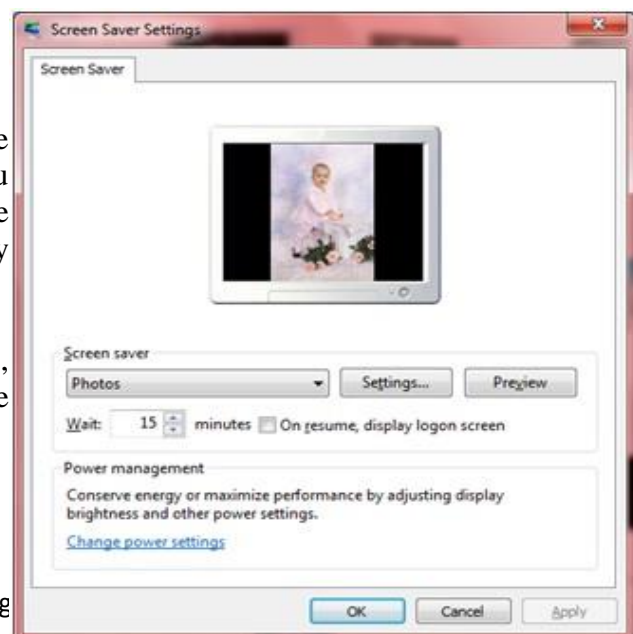 Screen Saver Settings
Screen Saver
e
u
e
y
,
e
Screen saver
Photos
Settings...
Preview
Wait: 15 minutes On resume, display logon screen
Power management
Conserve energy or maximize performance by adjusting display
brightness and other power settings.
Change power settings
g
OK Cancel Apply